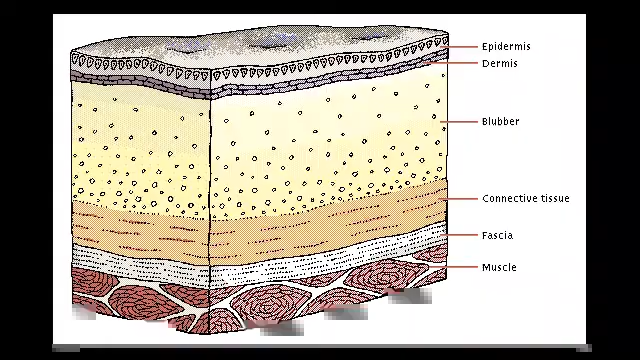 Epidermis
Dermis
Blubber
Connective tissue
Fascia
Muscle